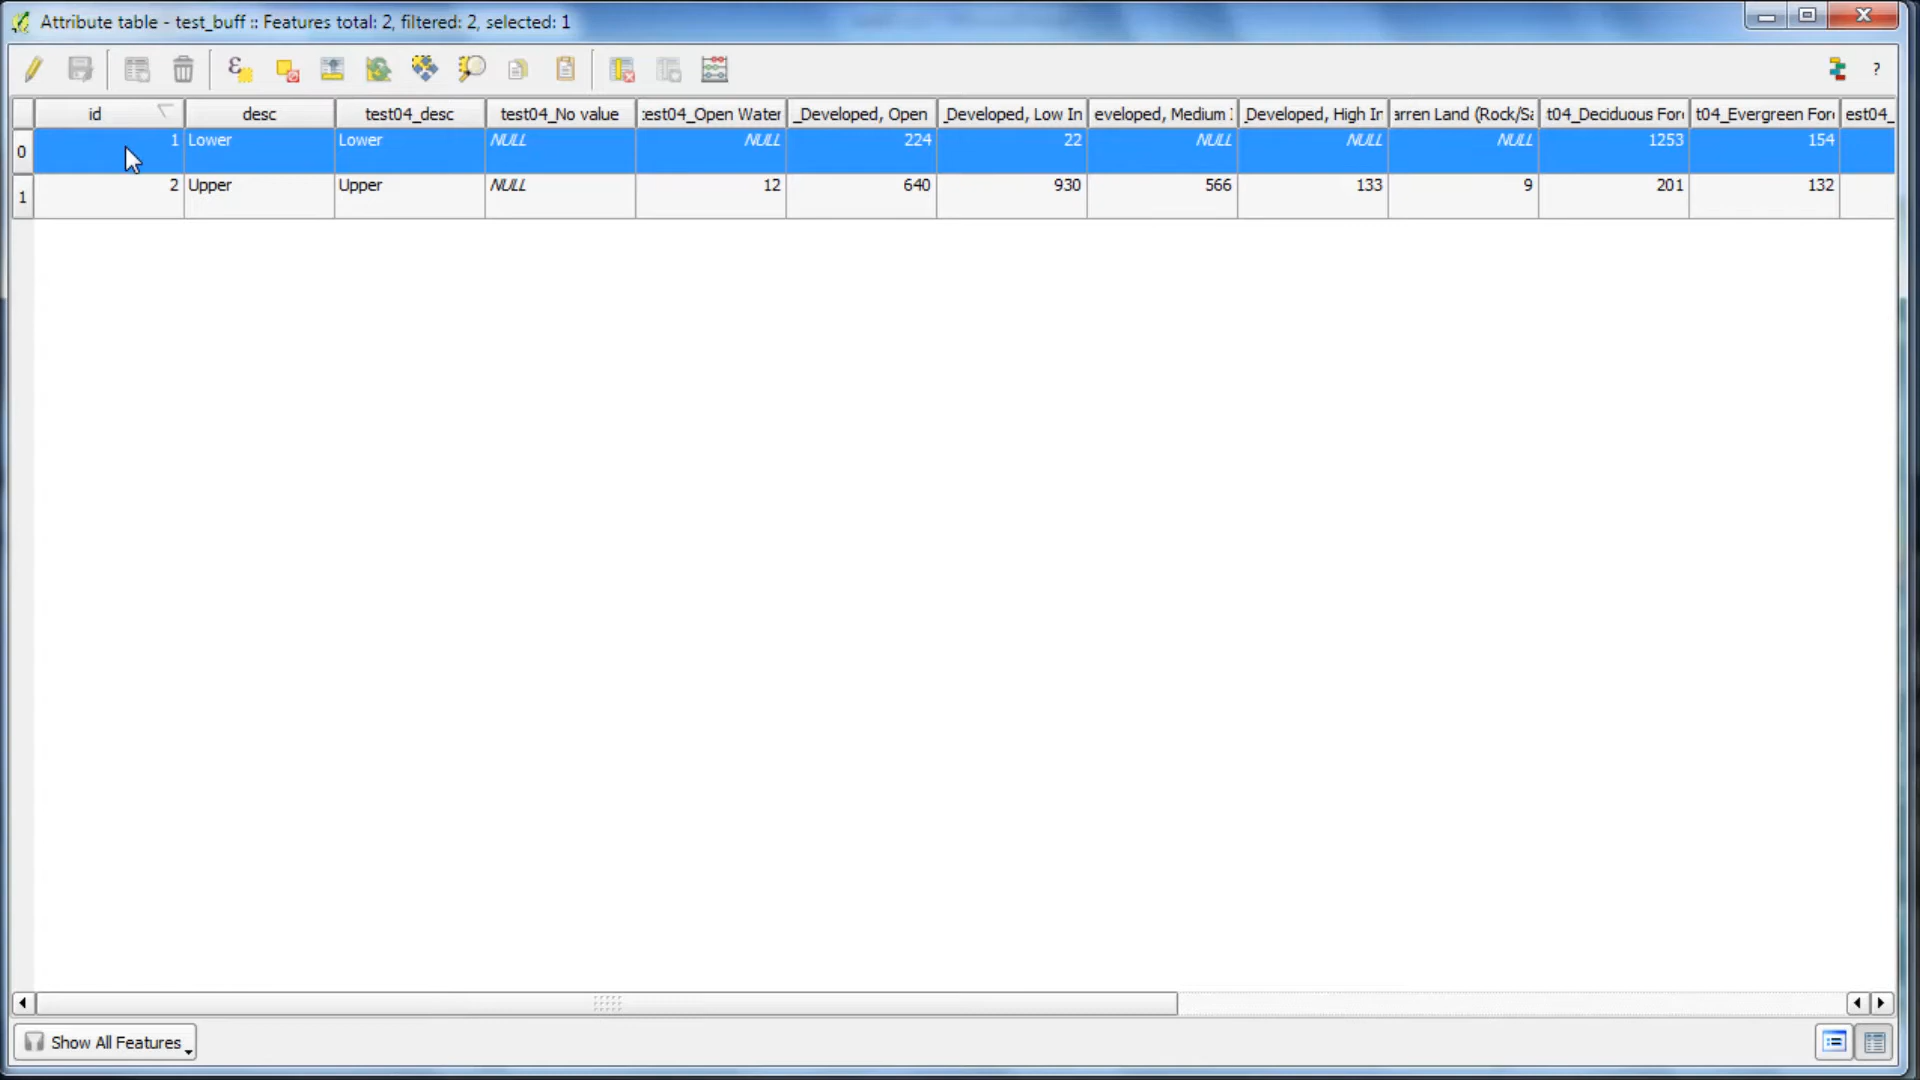 Attribute table - test_buff :: Features total: 2, filtered: 2, selected: 1
?
id desc test04_desc test04_No value test04_Open Water _Developed, Open _Developed, Low In eveloped, Medium _Developed, High In arren Land (Rock/Sa t04_Deciduous For t04_Evergreen For est04_
0 1 Lower Lower NULL NULL 224 22 NULL NULL NULL 1253 154
1 2 Upper Upper NULL 12 640 930 566 133 9 201 132
Show All Features